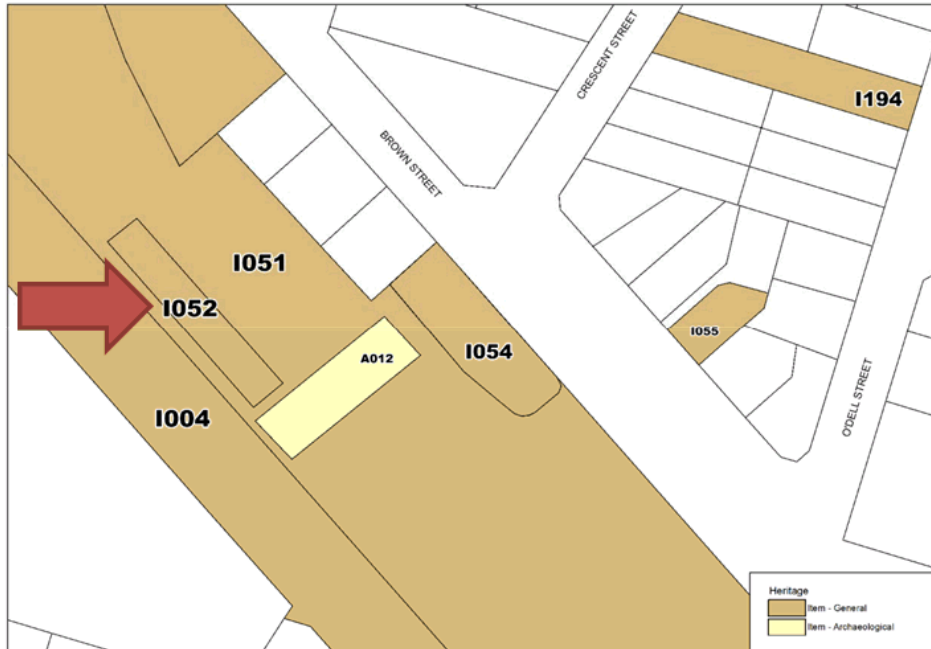 CRESCENT STREET
I194
BROWN STREET
I051
I052
I055
I054
A012
O'DELL STREET
I004
Heritage
Item - General
Item - Archaeological